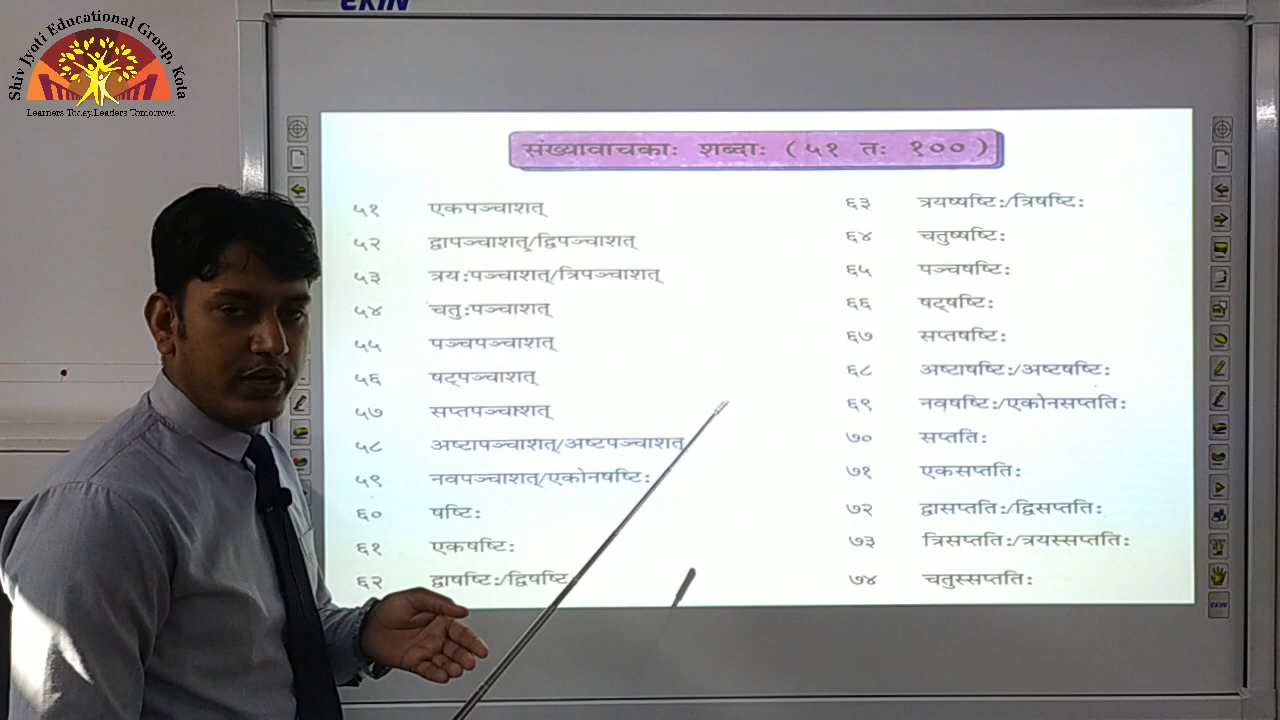 EKIN
Shiv Jyoti Educational Group, Kota
Learners Today,Leaders Tomorrow.
संख्यावाचकाः शब्दाः ( ५१ तः १०० )
५१ एकपञ्चाशत्
५२ द्वापञ्चाशत्/द्विपञ्चाशत्
५३ त्रयःपञ्चाशत्/त्रिपञ्चाशत्
५४ चतुःपञ्चाशत्
५५ पञ्चपञ्चाशत्
५६ षट्पञ्चाशत्
५७ सप्तपञ्चाशत्
५८ अष्टापञ्चाशत्/अष्टपञ्चाशत्
५९ नवपञ्चाशत्/एकोनषष्टिः
६० षष्टिः
६१ एकषष्टिः
६२ द्वाषष्टिः/द्विषष्टि
६३ त्रयष्षष्टिः/त्रिषष्टिः
६४ चतुष्षष्टिः
६५ पञ्चषष्टिः
६६ षट्षष्टिः
६७ सप्तषष्टिः
६८ अष्टाषष्टिः/अष्टषष्टिः
६९ नवषष्टिः/एकोनसप्ततिः
७० सप्ततिः
७१ एकसप्ततिः
७२ द्वासप्ततिः/द्विसप्ततिः
७३ त्रिसप्ततिः/त्रयस्सप्ततिः
७४ चतुस्सप्ततिः
EKIN